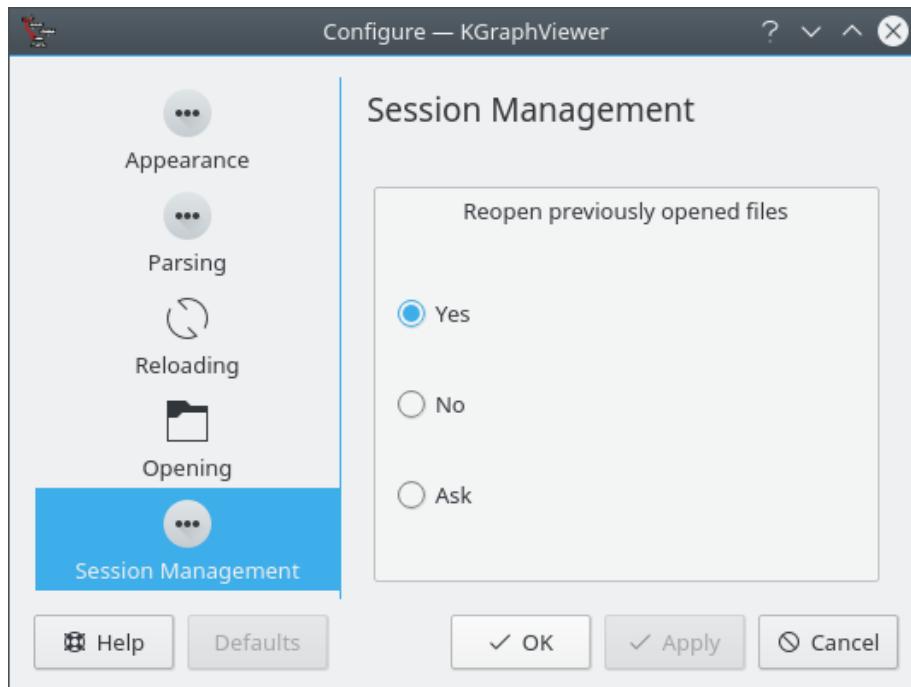 Configure — KGraphViewer
Appearance
Parsing
Reloading
Opening
Session Management
Session Management
Reopen previously opened files
Yes
No
Ask
Help
Defaults
OK
Apply
Cancel